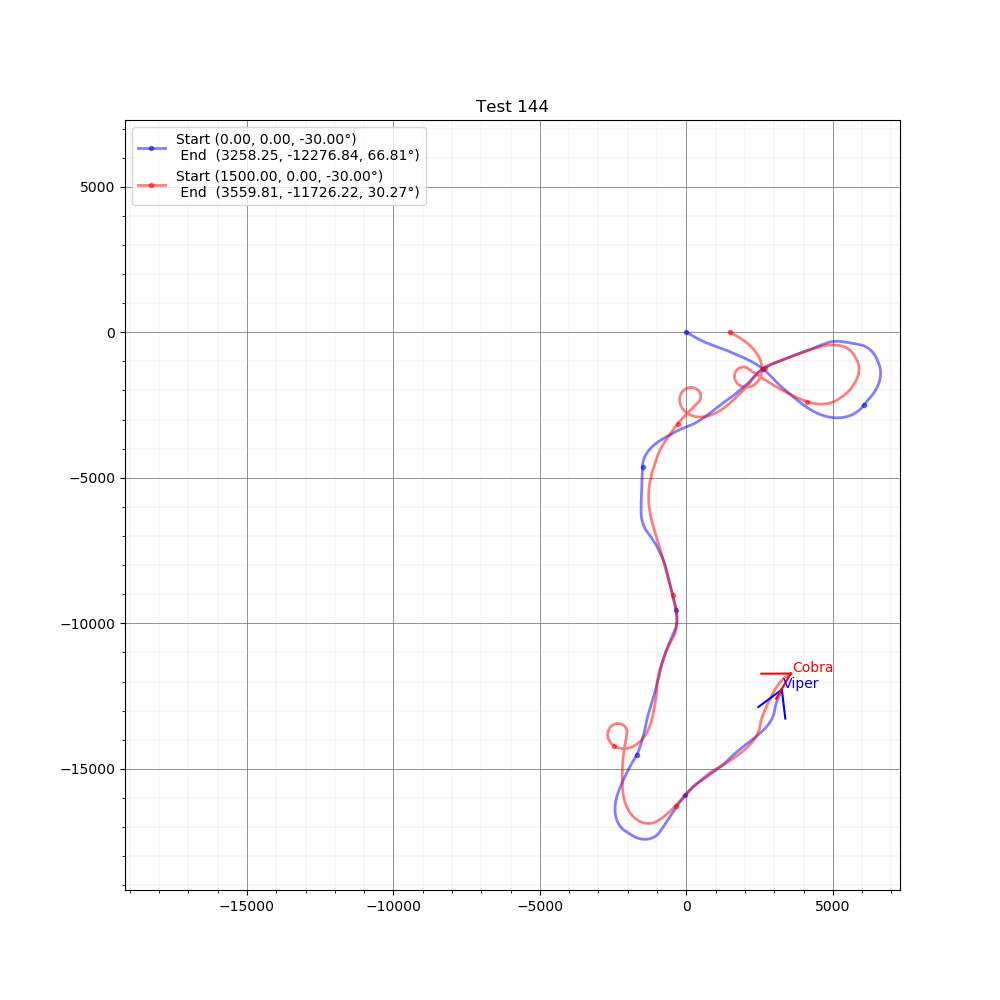 Test 144
Start (0.00, 0.00, -30.00°)
End (3258.25, -12276.84, 66.81°)
Start (1500.00, 0.00, -30.00°)
End (3559.81, -11726.22, 30.27°)
5000
0
−5000
−10000
−15000
Cobra
Viper
−15000
−10000
−5000
0
5000